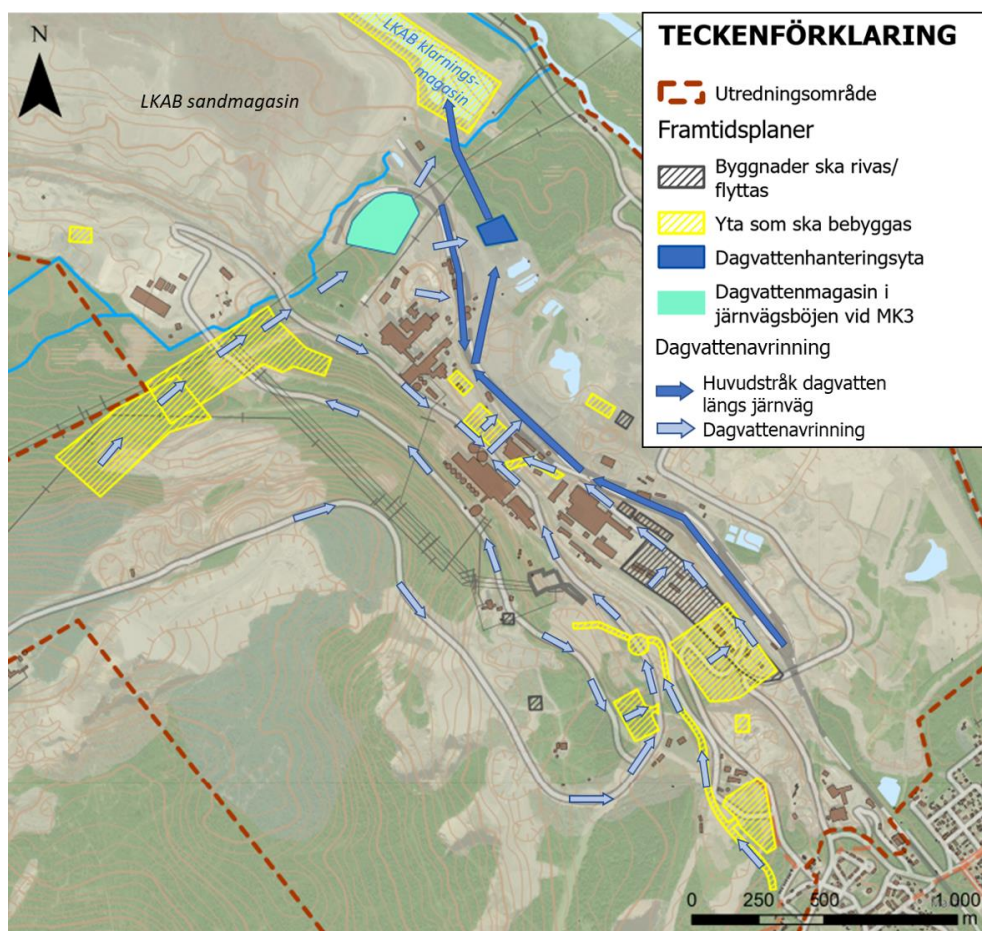 N
LKAB sandmagasin
LKAB klarnings-
magasin
TECKENFÖRKLARING
Utredningsområde
Framtidsplaner
Byggnader ska rivas/
flyttas
Yta som ska bebyggas
Dagvattenhanteringsyta
Dagvattenmagasin i
järnvägsböjen vid MK3
Dagvattenavrinning
Huvudstråk dagvatten
längs järnväg
Dagvattenavrinning
0 250 500 1 000
m